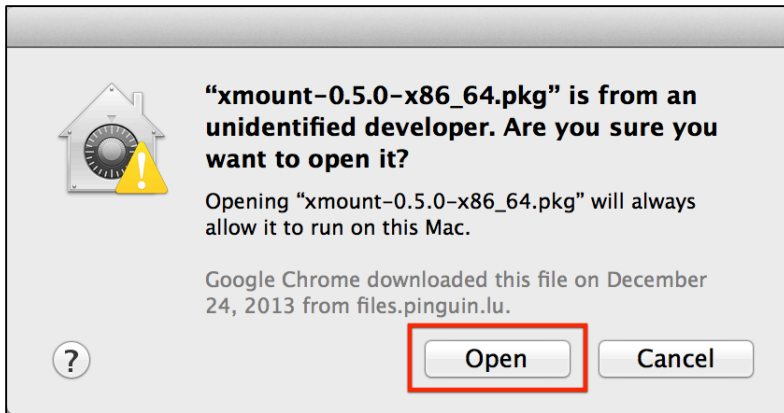 “xmount-0.5.0-x86_64.pkg” is from an
unidentified developer. Are you sure you
want to open it?
Opening “xmount-0.5.0-x86_64.pkg” will always
allow it to run on this Mac.
Google Chrome downloaded this file on December
24, 2013 from files.pinguin.lu.
? Open Cancel